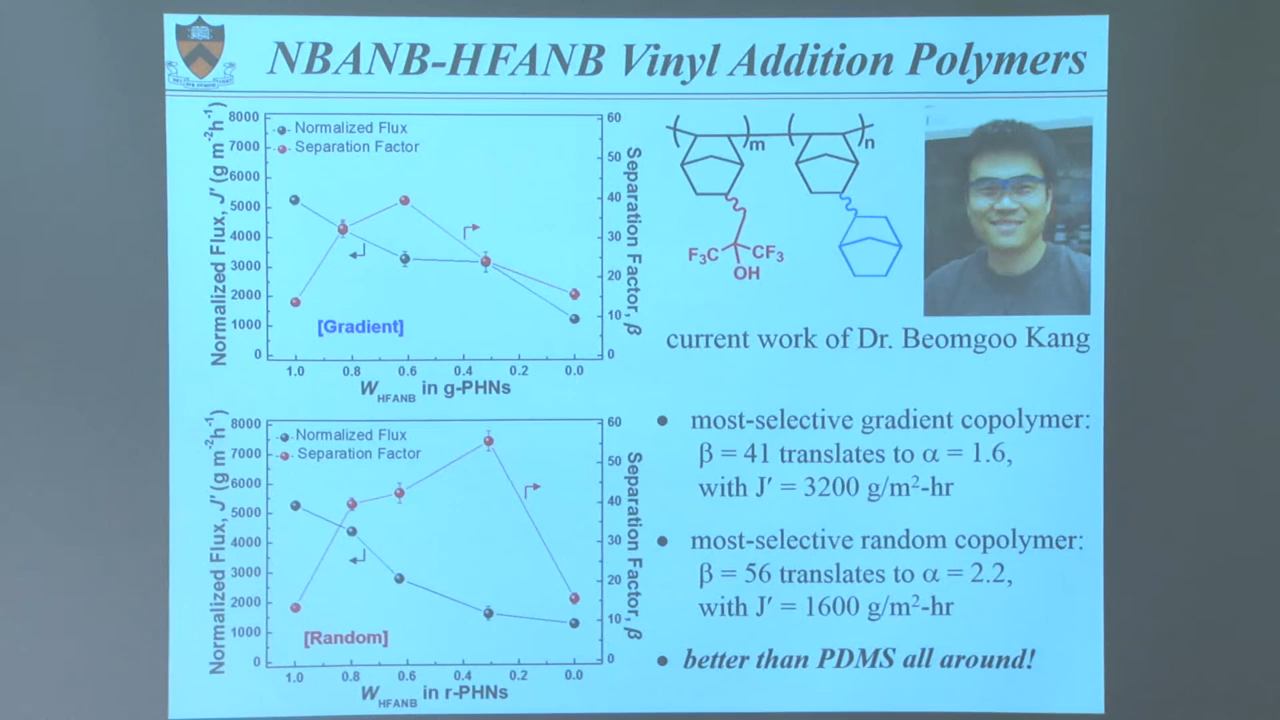 NBANB-HFANB Vinyl Addition Polymers
8000
7000
6000
5000
4000
3000
2000
1000
0
Normalized Flux, J′ (g m⁻²h⁻¹)
Normalized Flux
Separation Factor
[Gradient]
60
50
40
30
20
10
0
Separation Factor, β
1.0 0.8 0.6 0.4 0.2 0.0
W_HFANB in g-PHNs
m
n
F₃C
CF₃
OH
current work of Dr. Beomgoo Kang
8000
7000
6000
5000
4000
3000
2000
1000
0
Normalized Flux, J′ (g m⁻²h⁻¹)
Normalized Flux
Separation Factor
[Random]
60
50
40
30
20
10
0
Separation Factor, β
1.0 0.8 0.6 0.4 0.2 0.0
W_HFANB in r-PHNs
• most-selective gradient copolymer:
β = 41 translates to α = 1.6,
with J′ = 3200 g/m²-hr
• most-selective random copolymer:
β = 56 translates to α = 2.2,
with J′ = 1600 g/m²-hr
• better than PDMS all around!